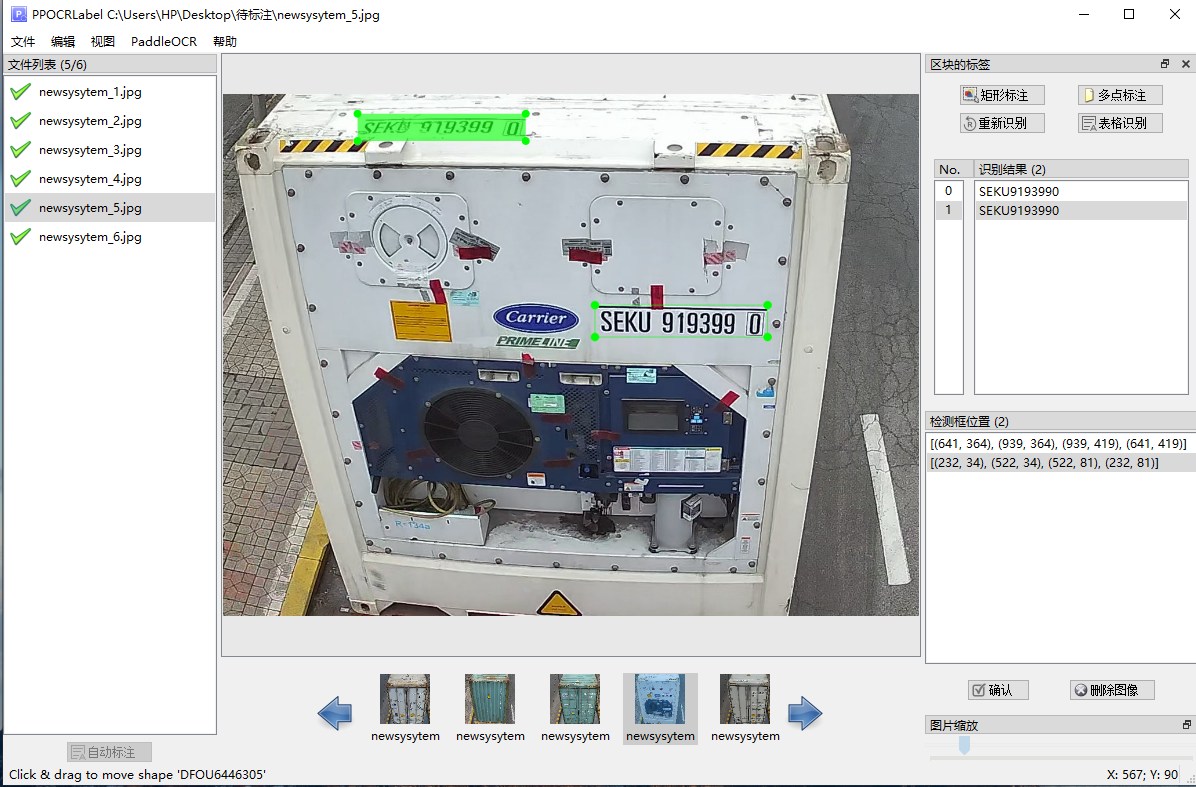 PPOCRLabel C:\Users\HP\Desktop\待标注\newsysytem_5.jpg
文件 编辑 视图 PaddleOCR 帮助
文件列表 (5/6)
newsysytem_1.jpg
newsysytem_2.jpg
newsysytem_3.jpg
newsysytem_4.jpg
newsysytem_5.jpg
newsysytem_6.jpg
自动标注
SEKU 919399 0
Carrier
SEKU 919399 0
PRIMELINE
R-134a
newsysytem newsysytem newsysytem newsysytem newsysytem
区块的标签
矩形标注 多点标注
重新识别 表格识别
No. 识别结果 (2)
0 SEKU9193990
1 SEKU9193990
检测框位置 (2)
[(641, 364), (939, 364), (939, 419), (641, 419)]
[(232, 34), (522, 34), (522, 81), (232, 81)]
确认 删除图像
图片缩放
Click & drag to move shape 'DFOU6446305'
X: 567; Y: 90